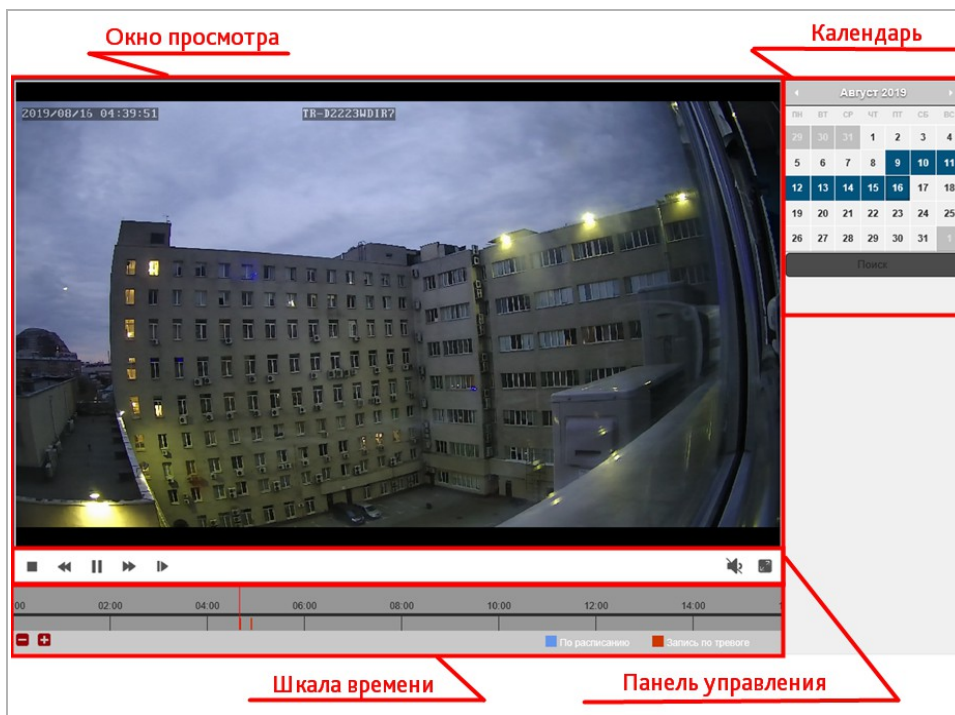 Окно просмотра
Календарь
2019/08/16 04:39:51
TR-D2223WDIR7
Август 2019
ПН ВТ СР ЧТ ПТ СБ ВС
29 30 31 1 2 3 4
5 6 7 8 9 10 11
12 13 14 15 16 17 18
19 20 21 22 23 24 25
26 27 28 29 30 31 1
Поиск
:00 02:00 04:00 06:00 08:00 10:00 12:00 14:00 1
По расписанию
Запись по тревоге
Шкала времени
Панель управления